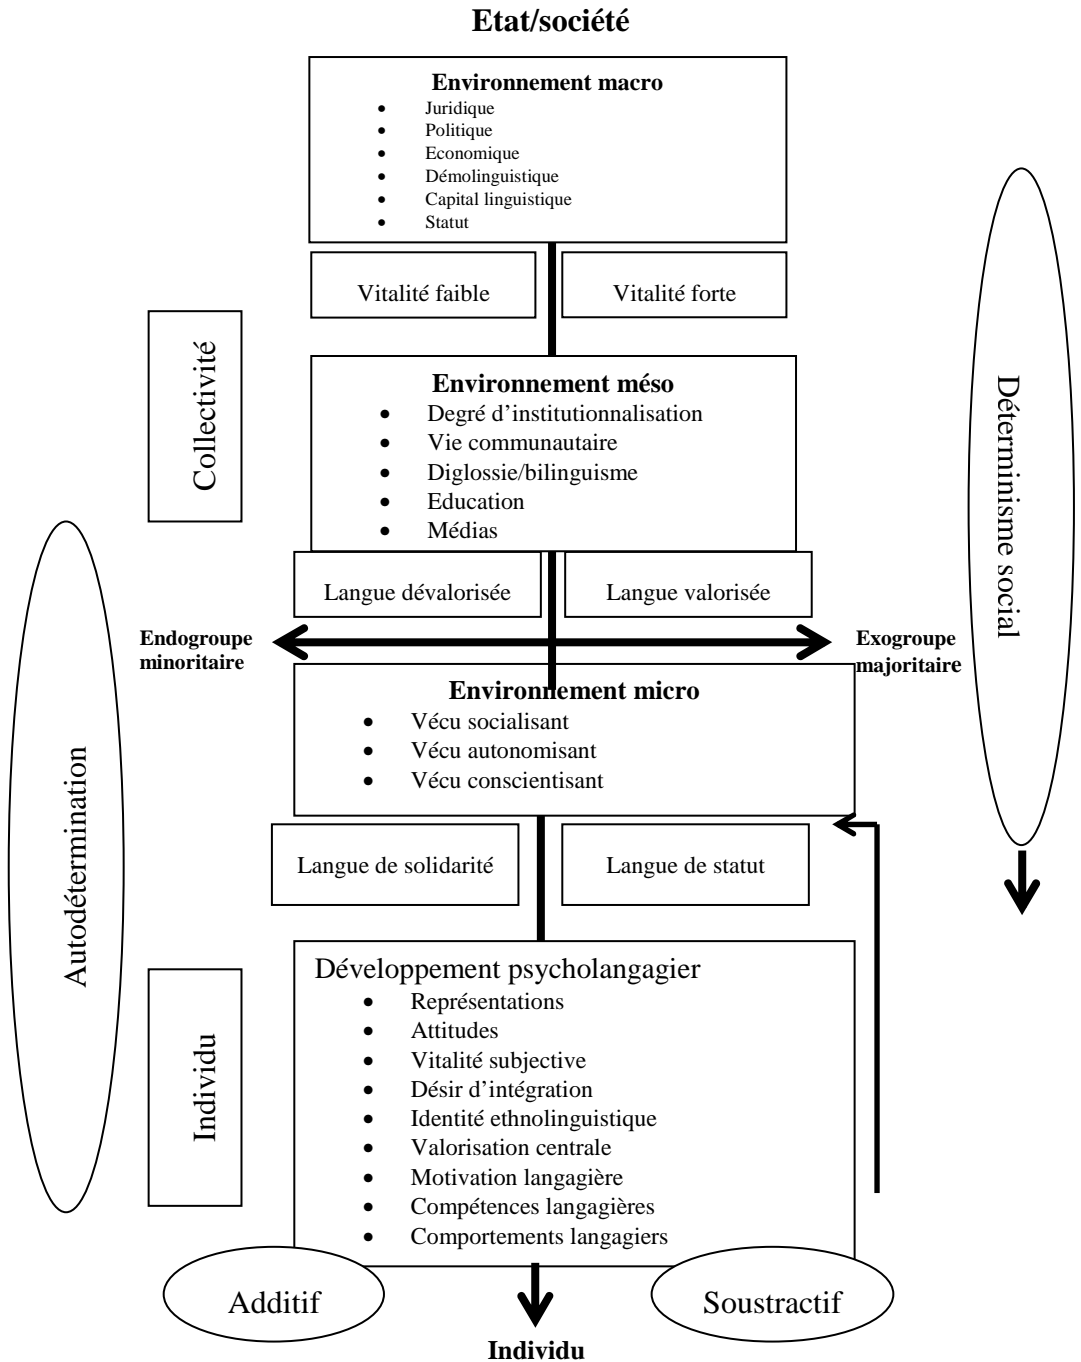 Etat/société
Environnement macro
• Juridique
• Politique
• Economique
• Démolinguistique
• Capital linguistique
• Statut
Vitalité faible
Vitalité forte
Collectivité
Environnement méso
• Degré d’institutionnalisation
• Vie communautaire
• Diglossie/bilinguisme
• Education
• Médias
Déterminisme social
Langue dévalorisée
Langue valorisée
Endogroupe
minoritaire
Exogroupe
majoritaire
Environnement micro
• Vécu socialisant
• Vécu autonomisant
• Vécu conscientisant
Autodétermination
Langue de solidarité
Langue de statut
Individu
Développement psycholangagier
• Représentations
• Attitudes
• Vitalité subjective
• Désir d’intégration
• Identité ethnolinguistique
• Valorisation centrale
• Motivation langagière
• Compétences langagières
• Comportements langagiers
Additif
Soustractif
Individu